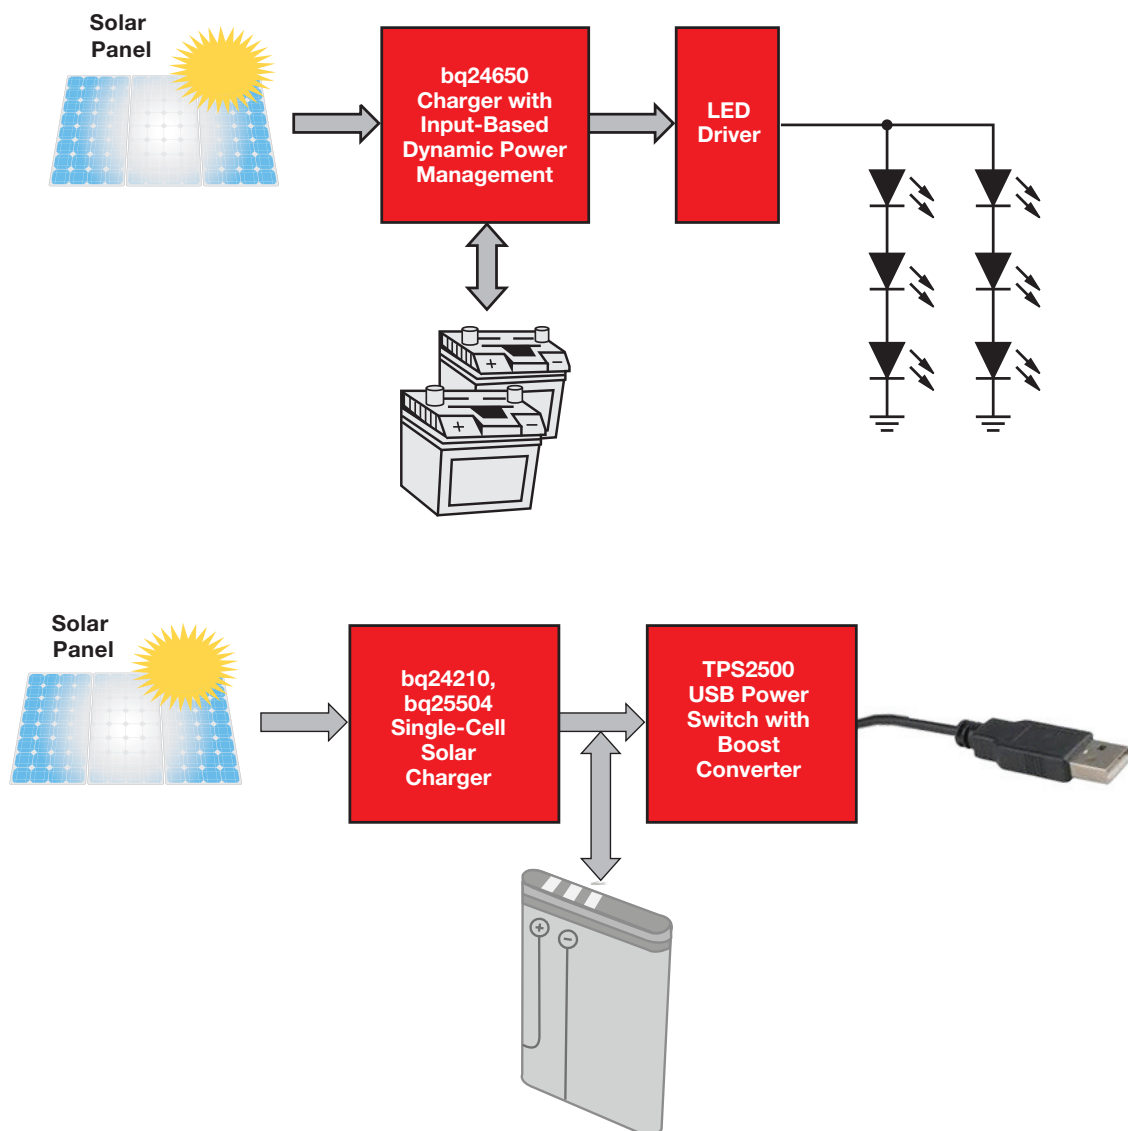 Solar
Panel
bq24650
Charger with
Input-Based
Dynamic Power
Management
LED
Driver
+
−
+
−
Solar
Panel
bq24210,
bq25504
Single-Cell
Solar
Charger
TPS2500
USB Power
Switch with
Boost
Converter
+
−